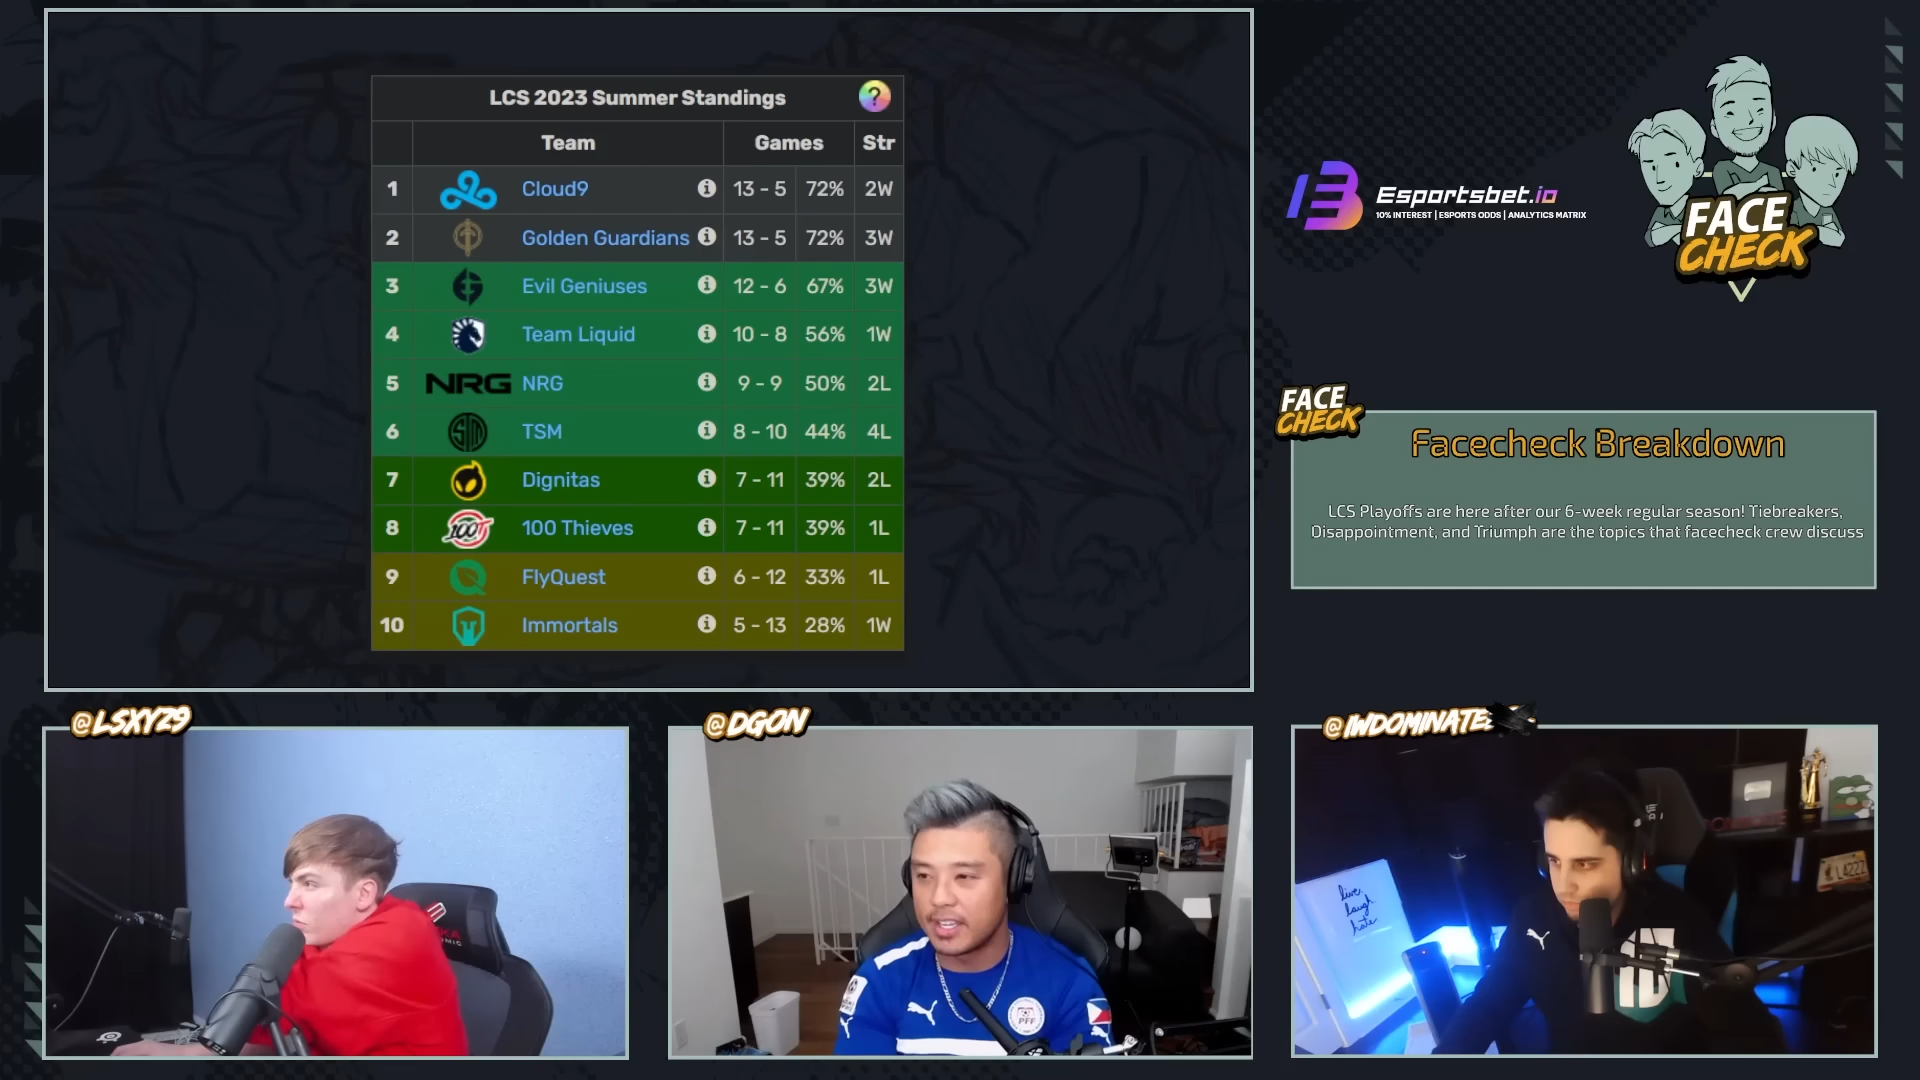 LCS 2023 Summer Standings ?
Team Games Str
1 Cloud9 13 - 5 72% 2W
2 Golden Guardians 13 - 5 72% 3W
3 Evil Geniuses 12 - 6 67% 3W
4 Team Liquid 10 - 8 56% 1W
5 NRG NRG 9 - 9 50% 2L
6 TSM 8 - 10 44% 4L
7 Dignitas 7 - 11 39% 2L
8 100T 100 Thieves 7 - 11 39% 1L
9 FlyQuest 6 - 12 33% 1L
10 Immortals 5 - 13 28% 1W
Esportsbet.io
10% INTEREST | ESPORTS ODDS | ANALYTICS MATRIX
FACE
CHECK
FACE
CHECK
Facecheck Breakdown
LCS Playoffs are here after our 6-week regular season! Tiebreakers,
Disappointment, and Triumph are the topics that facecheck crew discuss
@LSXYZ9
@DGON
@IWDOMINATE
live,
laugh,
hate
PFF